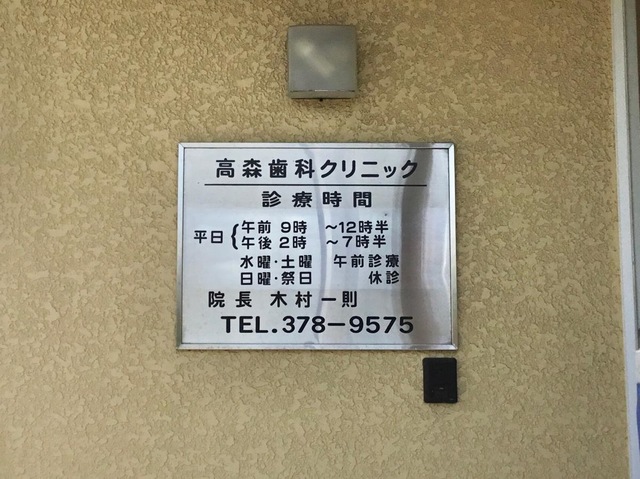 高森歯科クリニック
診療時間
平日{午前 9時 ～12時半
午後 2時 ～7時半
水曜・土曜 午前診療
日曜・祭日 休診
院長 木村一則
TEL.378-9575